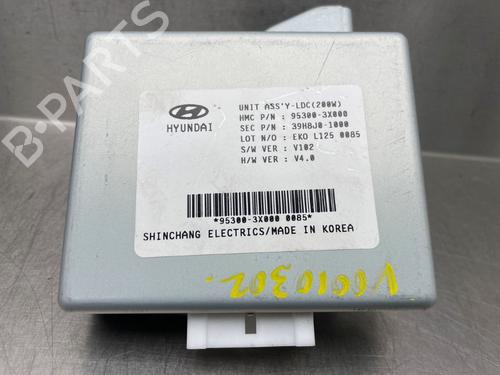 B-PARTS
HYUNDAI
UNIT ASS'Y-LDC(200W)
HMC P/N : 95300-3X000
SEC P/N : 39H8J0-1000
LOT N/O : EKO L125 0085
S/W VER : V102
H/W VER : V4.0
*95300-3X000 0085*
SHINCHANG ELECTRICS/MADE IN KOREA
V0010302.